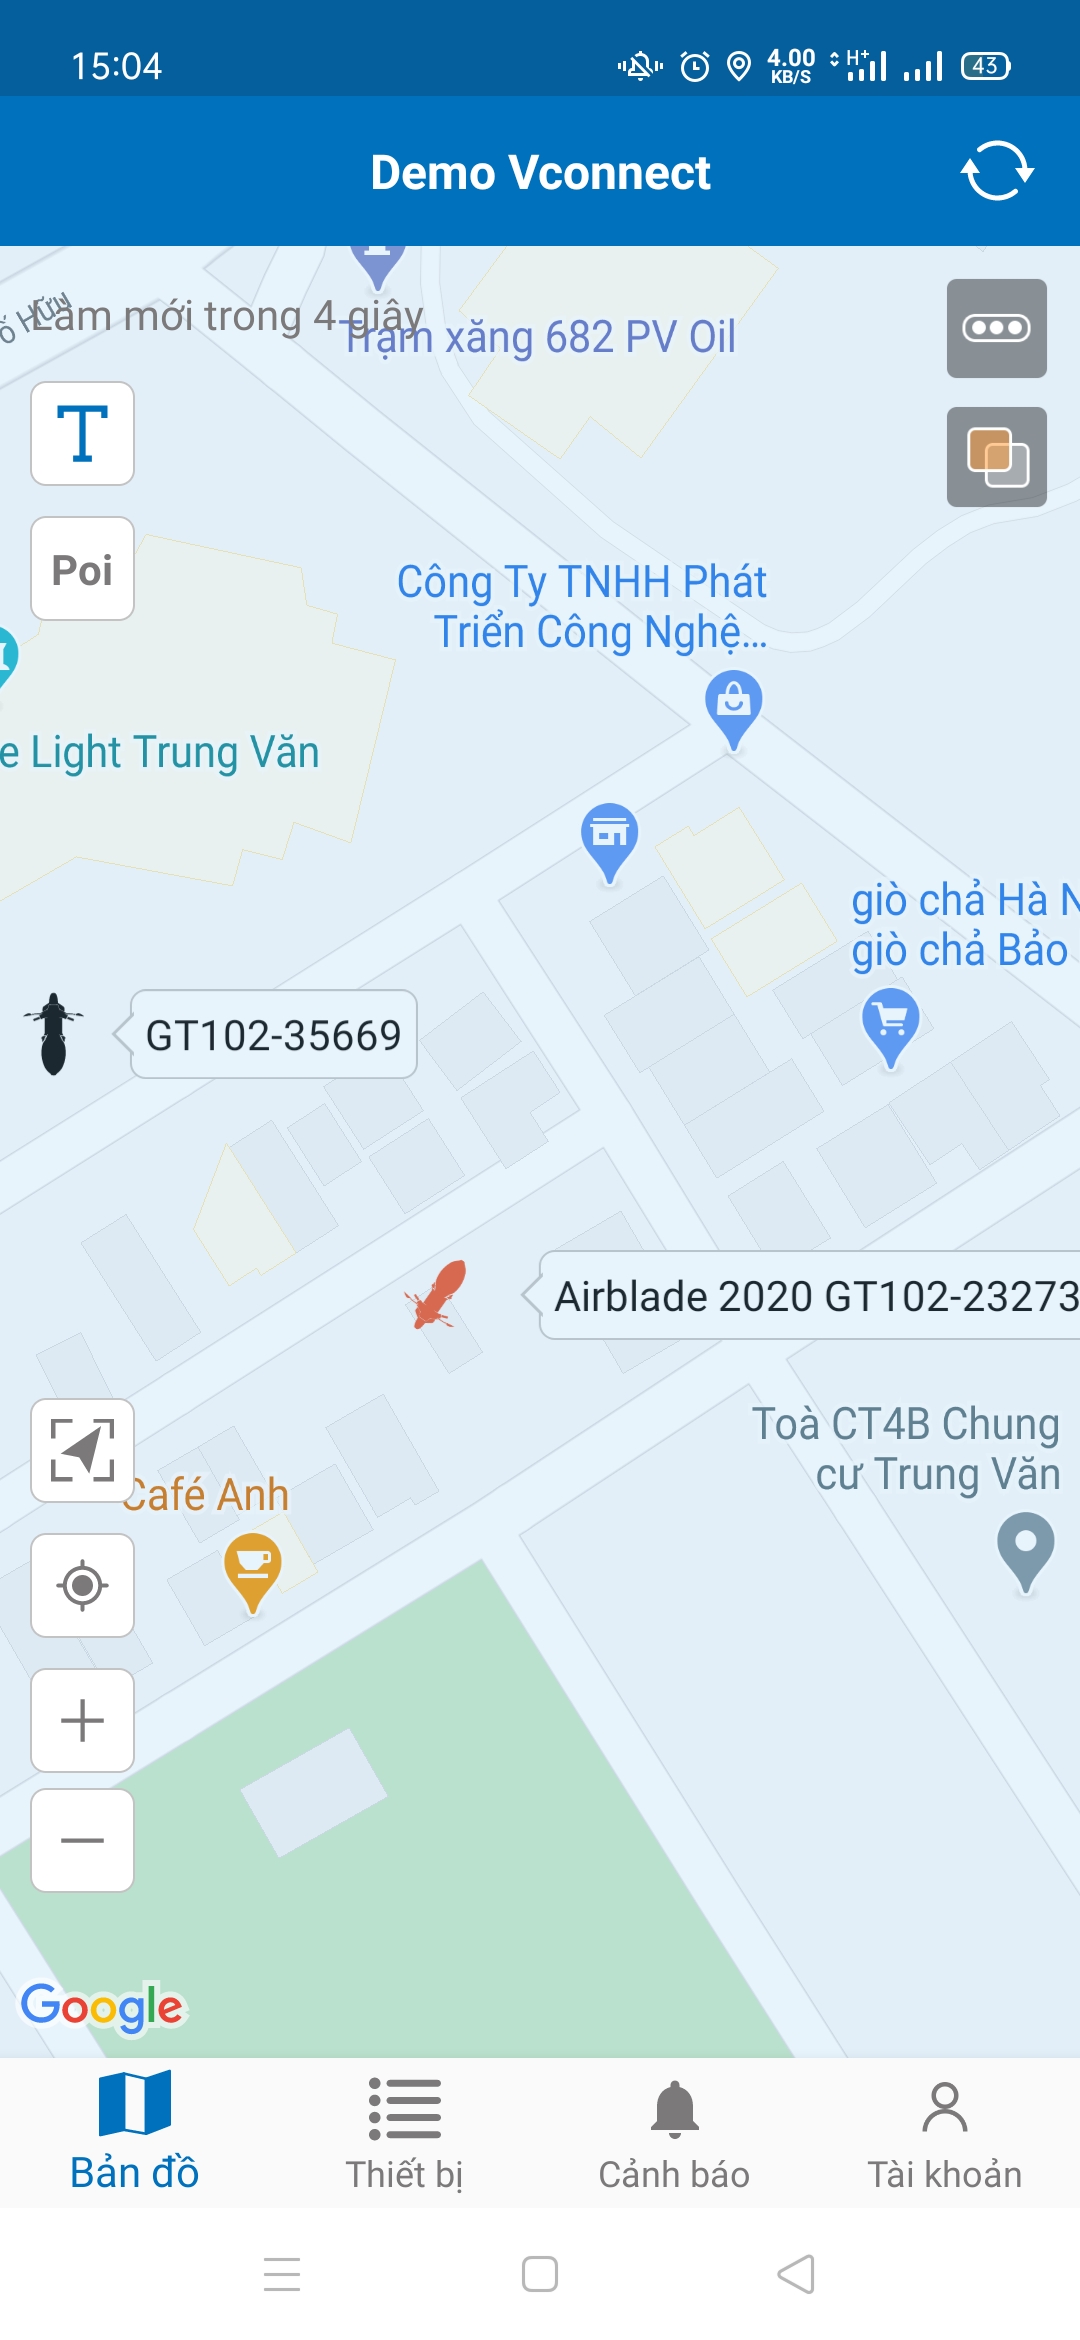 15:04
4.00
KB/S
H+
43
Demo Vconnect
ố Hữu
Làm mới trong 4 giây
Trạm xăng 682 PV Oil
T
Poi
Công Ty TNHH Phát
Triển Công Nghệ...
e Light Trung Văn
giò chả Hà N
giò chả Bảo
GT102-35669
Airblade 2020 GT102-23273
Toà CT4B Chung
cư Trung Văn
Café Anh
Google
Bản đồ
Thiết bị
Cảnh báo
Tài khoản